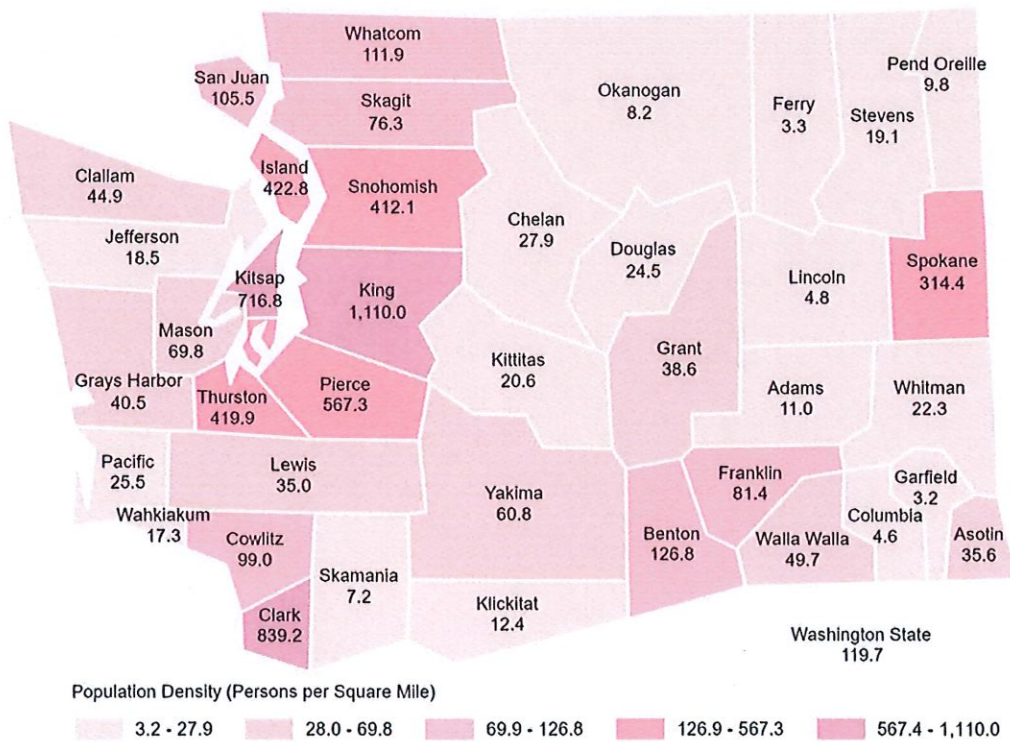 Whatcom
111.9
San Juan
105.5
Skagit
76.3
Okanogan
8.2
Ferry
3.3
Stevens
19.1
Pend Oreille
9.8
Clallam
44.9
Island
422.8
Snohomish
412.1
Chelan
27.9
Douglas
24.5
Jefferson
18.5
Kitsap
716.8
King
1,110.0
Lincoln
4.8
Spokane
314.4
Mason
69.8
Grays Harbor
40.5
Thurston
419.9
Pierce
567.3
Kittitas
20.6
Grant
38.6
Adams
11.0
Whitman
22.3
Pacific
25.5
Lewis
35.0
Yakima
60.8
Franklin
81.4
Garfield
3.2
Wahkiakum
17.3
Cowlitz
99.0
Skamania
7.2
Benton
126.8
Walla Walla
49.7
Columbia
4.6
Asotin
35.6
Clark
839.2
Klickitat
12.4
Washington State
119.7
Population Density (Persons per Square Mile)
3.2 - 27.9 28.0 - 69.8 69.9 - 126.8 126.9 - 567.3 567.4 - 1,110.0